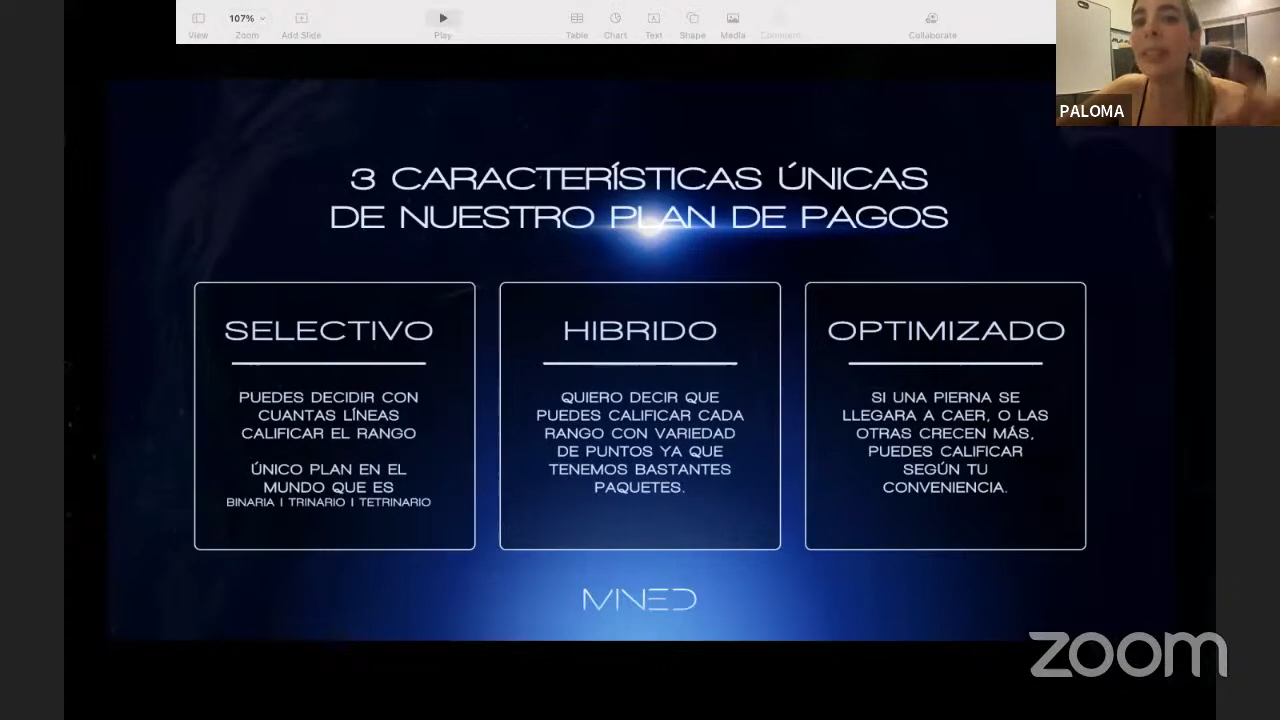 107%
View
Zoom
Add Slide
Play
Table
Chart
Text
Shape
Media
Comment
Collaborate
PALOMA
3 CARACTERÍSTICAS ÚNICAS
DE NUESTRO PLAN DE PAGOS
SELECTIVO
PUEDES DECIDIR CON
CUANTAS LÍNEAS
CALIFICAR EL RANGO
ÚNICO PLAN EN EL
MUNDO QUE ES
BINARIA I TRINARIO I TETRINARIO
HIBRIDO
QUIERO DECIR QUE
PUEDES CALIFICAR CADA
RANGO CON VARIEDAD
DE PUNTOS YA QUE
TENEMOS BASTANTES
PAQUETES.
OPTIMIZADO
SI UNA PIERNA SE
LLEGARA A CAER, O LAS
OTRAS CRECEN MÁS,
PUEDES CALIFICAR
SEGÚN TU
CONVENIENCIA.
MNED
zoom